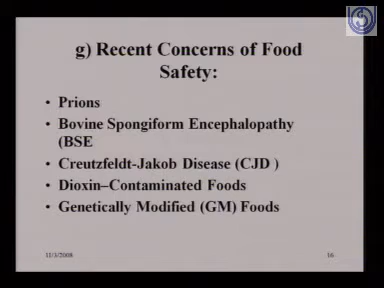 g) Recent Concerns of Food
Safety:
• Prions
• Bovine Spongiform Encephalopathy
(BSE
• Creutzfeldt-Jakob Disease (CJD )
• Dioxin–Contaminated Foods
• Genetically Modified (GM) Foods
11/3/2008 16